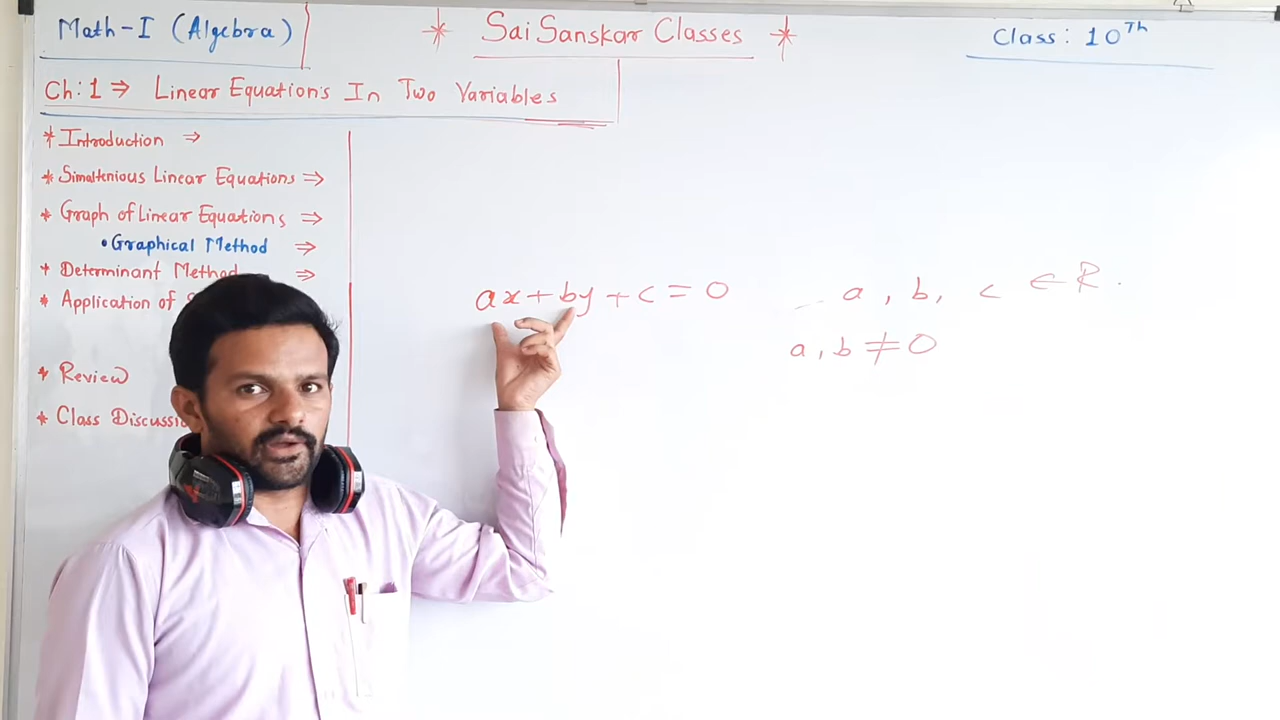 Math-I (Algebra)
* Sai Sanskar Classes *
Class: 10Th
Ch:1 ⇒ Linear Equations In Two Variables
* Introduction ⇒
* Simaltenious Linear Equations ⇒
* Graph of Linear Equations ⇒
• Graphical Method ⇒
* Determinant Method ⇒
* Application of
* Review
* Class Discussi
ax + by + c = 0
a, b, c ∈ R.
a, b ≠ 0